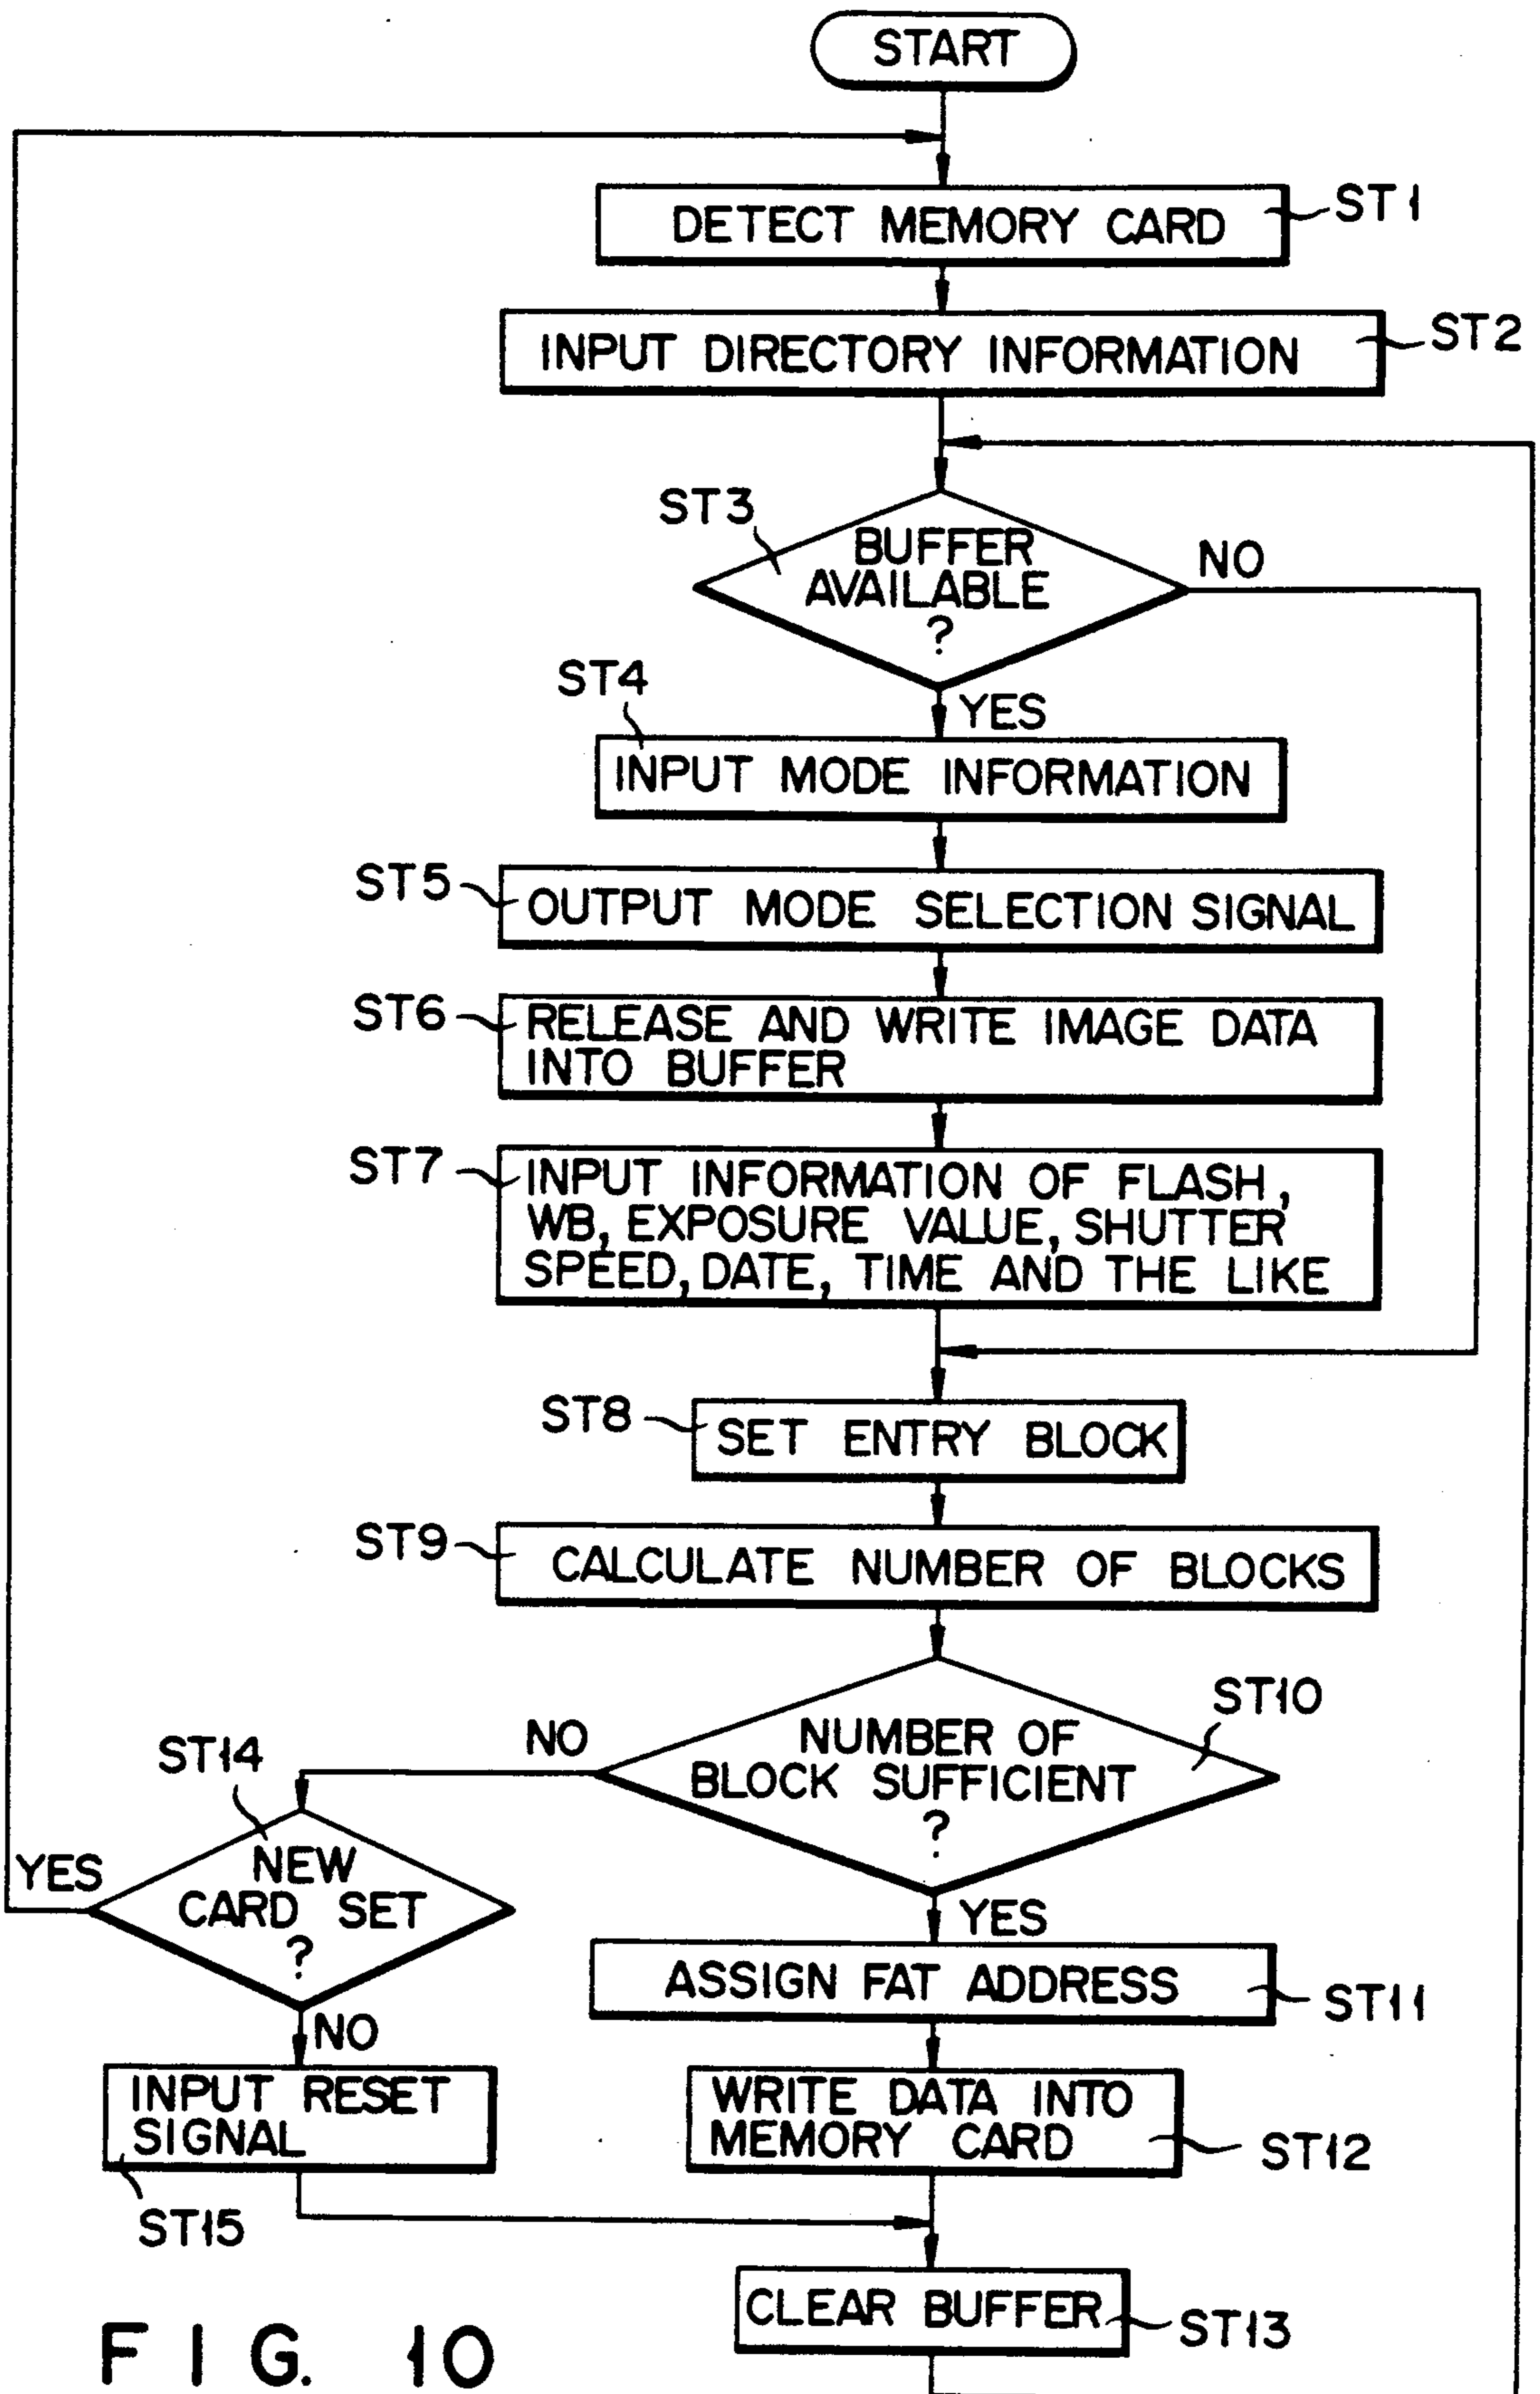 START
DETECT MEMORY CARD
ST1
INPUT DIRECTORY INFORMATION
ST2
ST3
BUFFER
AVAILABLE
?
NO
YES
ST4
INPUT MODE INFORMATION
ST5
OUTPUT MODE SELECTION SIGNAL
ST6
RELEASE AND WRITE IMAGE DATA
INTO BUFFER
ST7
INPUT INFORMATION OF FLASH,
WB, EXPOSURE VALUE, SHUTTER
SPEED, DATE, TIME AND THE LIKE
ST8
SET ENTRY BLOCK
ST9
CALCULATE NUMBER OF BLOCKS
ST10
NUMBER OF
BLOCK SUFFICIENT
?
NO
YES
ST14
NEW
CARD SET
?
YES
NO
ASSIGN FAT ADDRESS
ST11
INPUT RESET
SIGNAL
ST15
WRITE DATA INTO
MEMORY CARD
ST12
CLEAR BUFFER
ST13
FIG. 10